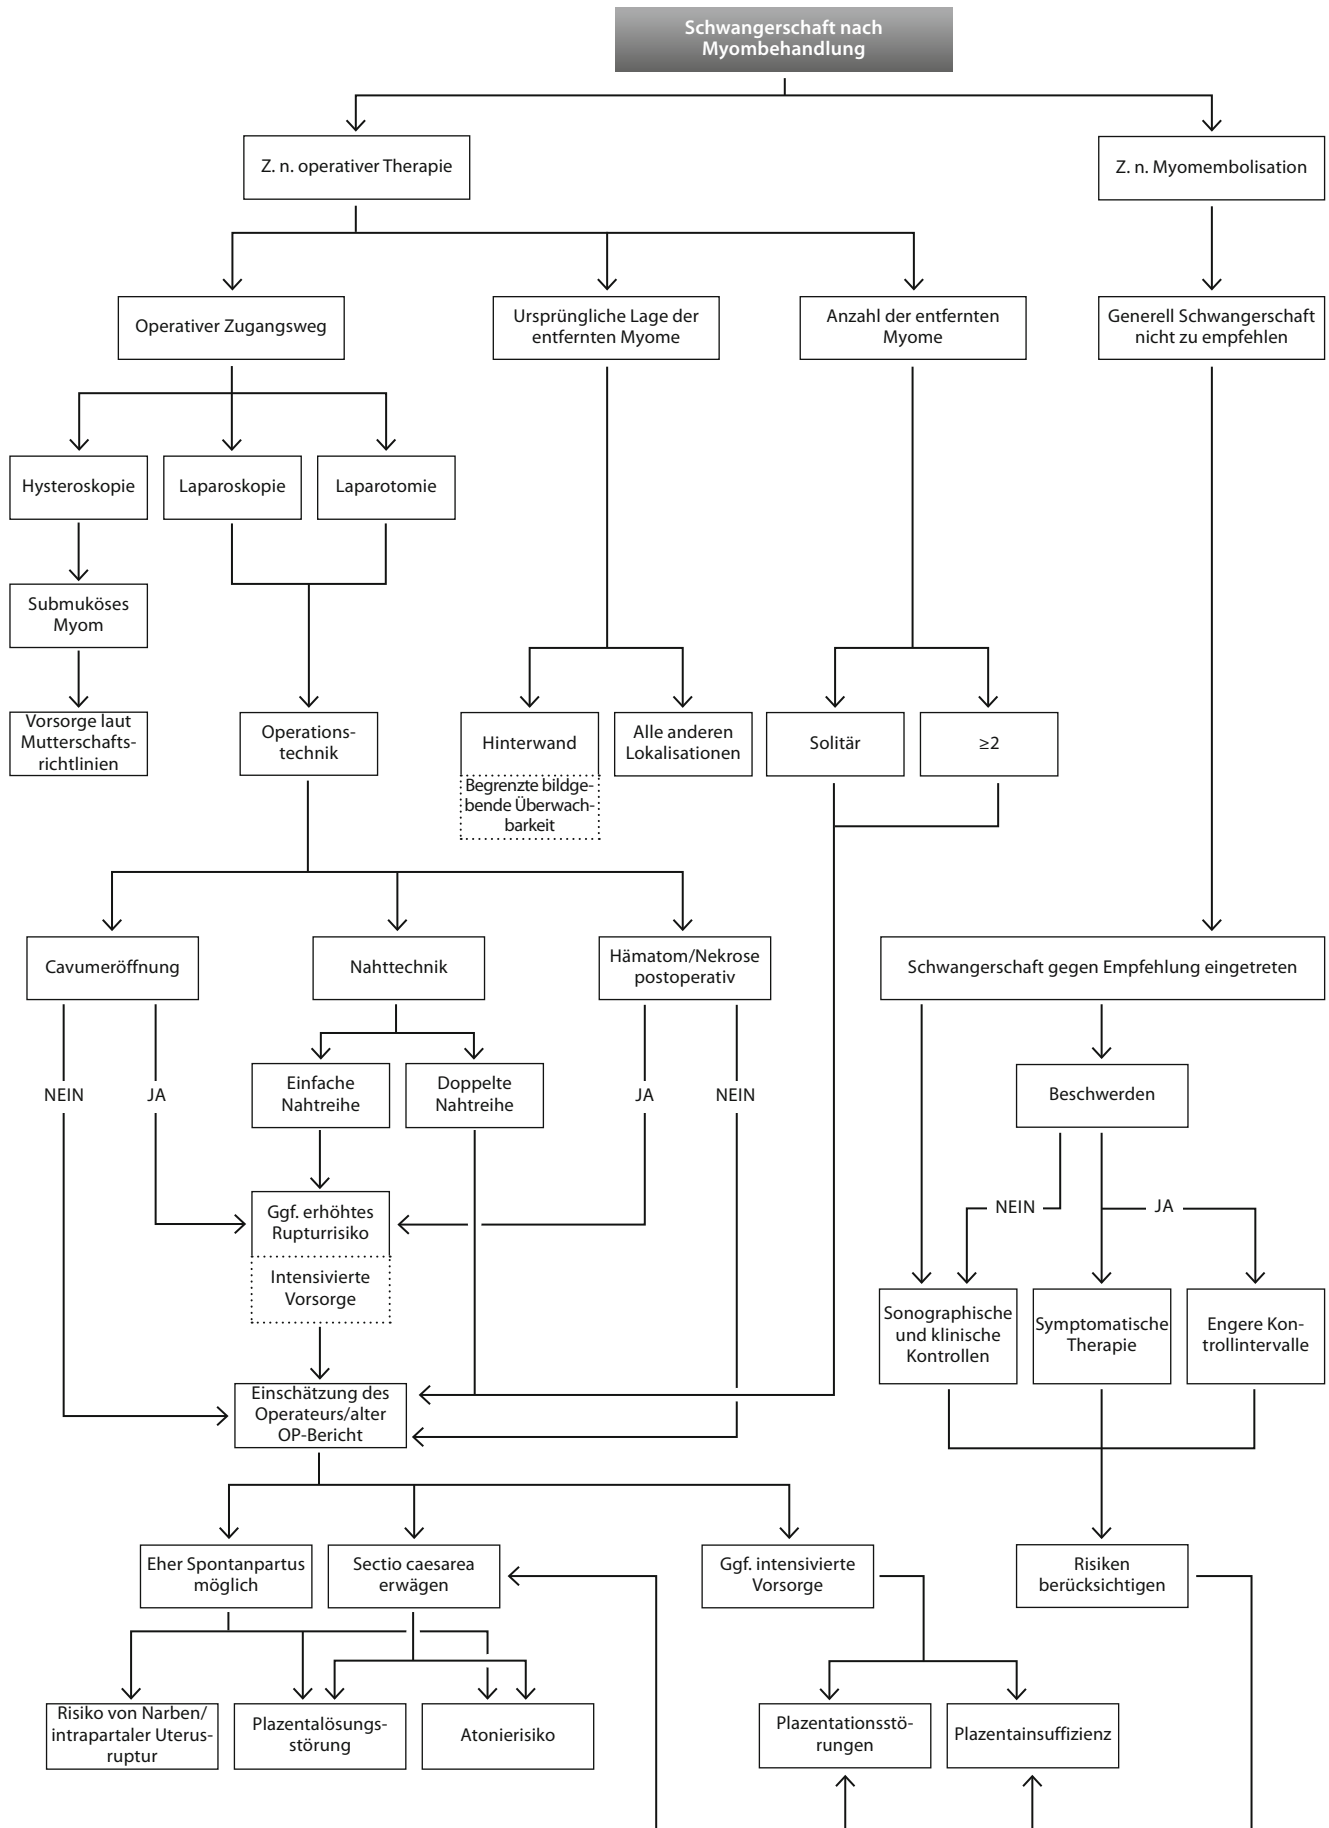 Schwangerschaft nach
Myombehandlung
Z. n. operativer Therapie
Z. n. Myomembolisation
Operativer Zugangsweg
Ursprüngliche Lage der
entfernten Myome
Anzahl der entfernten
Myome
Generell Schwangerschaft
nicht zu empfehlen
Hysteroskopie
Laparoskopie
Laparotomie
Submuköses
Myom
Vorsorge laut
Mutterschafts-
richtlinien
Operations-
technik
Hinterwand
Begrenzte bildge-
bende Überwach-
barkeit
Alle anderen
Lokalisationen
Solitär
≥2
Cavumeröffnung
Nahttechnik
Hämatom/Nekrose
postoperativ
Schwangerschaft gegen Empfehlung eingetreten
NEIN
JA
Einfache
Nahtreihe
Doppelte
Nahtreihe
JA
NEIN
Beschwerden
Ggf. erhöhtes
Rupturrisiko
Intensivierte
Vorsorge
NEIN
JA
Sonographische
und klinische
Kontrollen
Symptomatische
Therapie
Engere Kon-
trollintervalle
Einschätzung des
Operateurs/alter
OP-Bericht
Eher Spontanpartus
möglich
Sectio caesarea
erwägen
Ggf. intensivierte
Vorsorge
Risiken
berücksichtigen
Risiko von Narben/
intrapartaler Uterus-
ruptur
Plazentalösungs-
störung
Atonierisiko
Plazentationsstö-
rungen
Plazentainsuffizienz